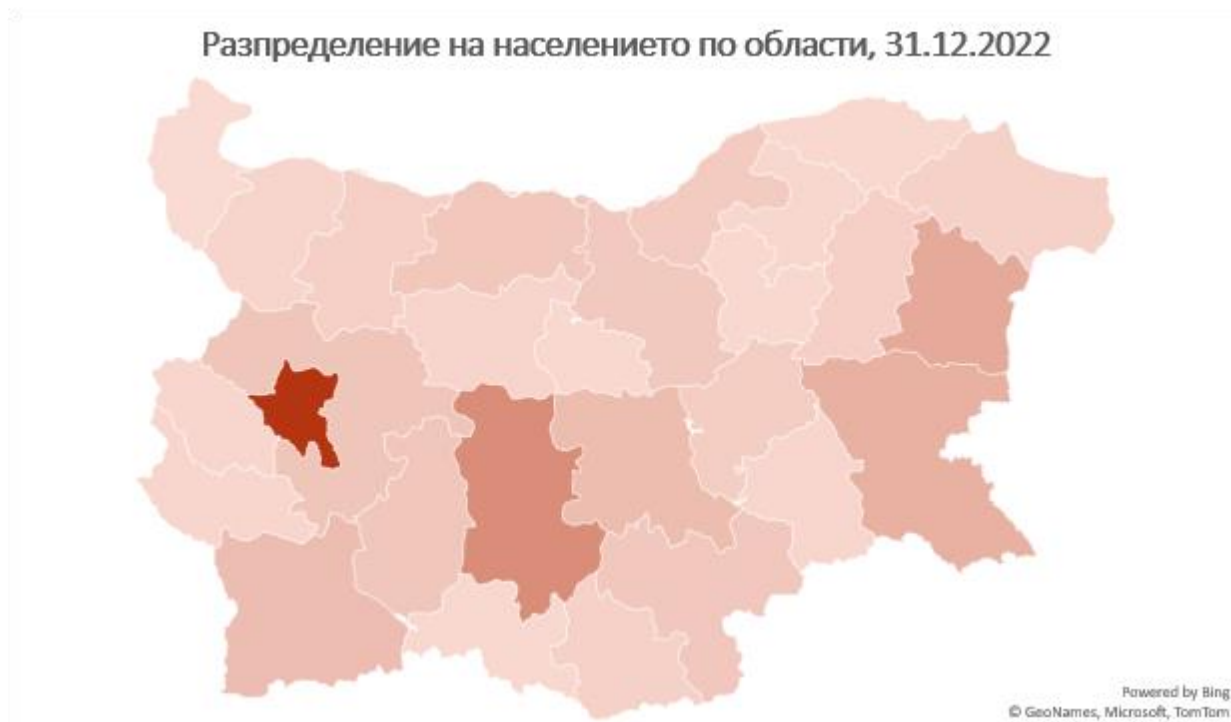 Разпределение на населението по области, 31.12.2022
Powered by Bing
© GeoNames, Microsoft, TomTom